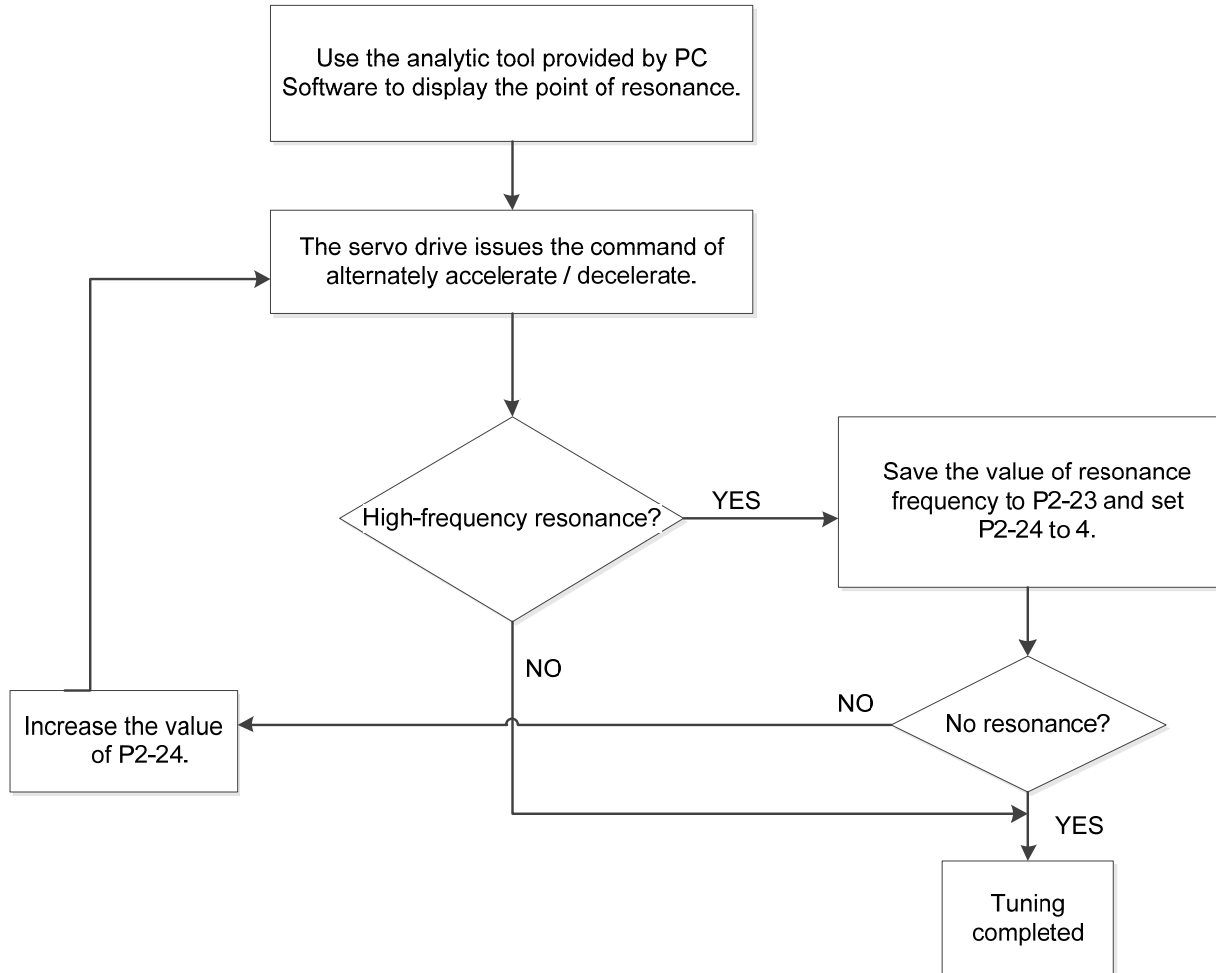 Use the analytic tool provided by PC
Software to display the point of resonance.
The servo drive issues the command of
alternately accelerate / decelerate.
High-frequency resonance?
YES
Save the value of resonance
frequency to P2-23 and set
P2-24 to 4.
NO
No resonance?
NO
Increase the value
of P2-24.
YES
Tuning
completed